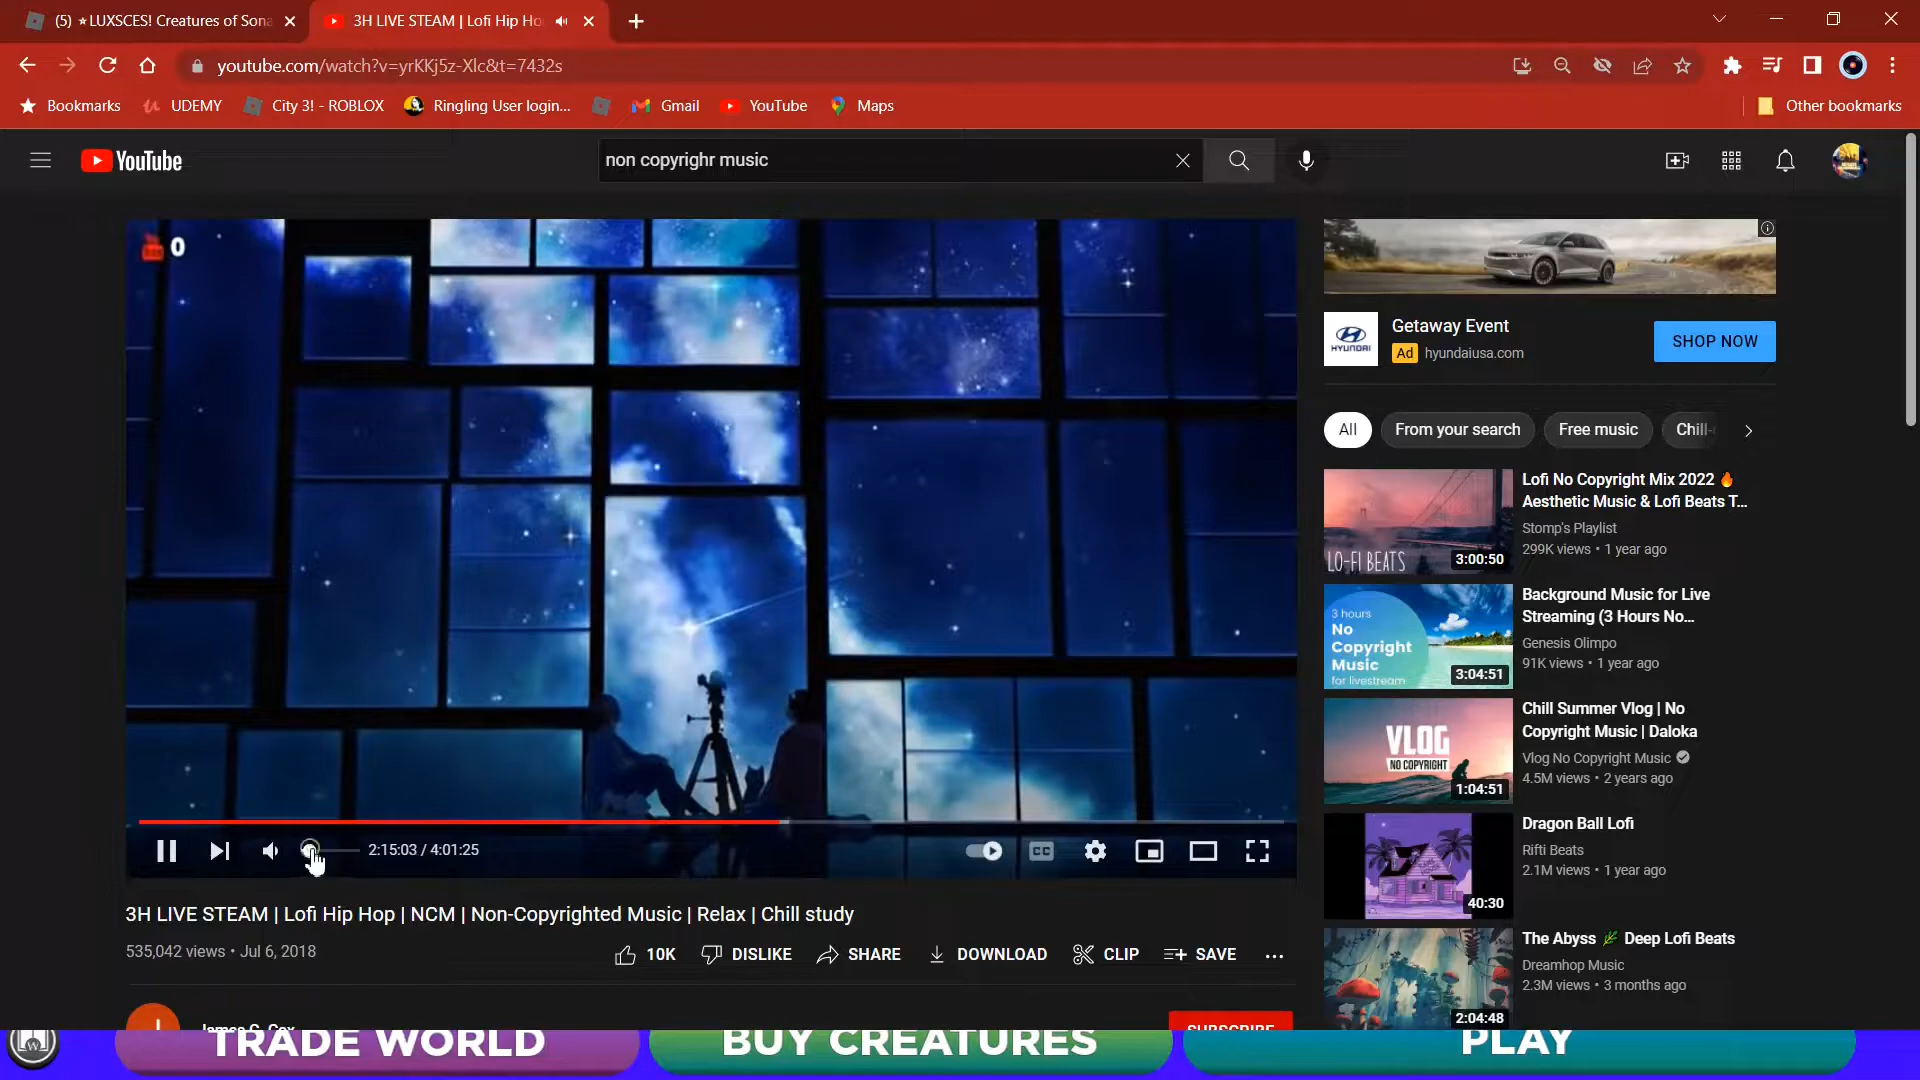 (5) ★LUXSCES! Creatures of Sona
3H LIVE STEAM | Lofi Hip Ho
youtube.com/watch?v=yrKKj5z-Xlc&t=7432s
Bookmarks
UDEMY
City 3! - ROBLOX
Ringling User login...
Gmail
YouTube
Maps
Other bookmarks
YouTube
non copyrighr music
0
Getaway Event
HYUNDAI
Ad hyundaiusa.com
SHOP NOW
All
From your search
Free music
Chill-
Lofi No Copyright Mix 2022 🔥
Aesthetic Music & Lofi Beats T...
Stomp's Playlist
299K views • 1 year ago
LO-FI BEATS
3:00:50
Background Music for Live
Streaming (3 Hours No...
Genesis Olimpo
91K views • 1 year ago
3 hours
No
Copyright
Music
for livestream
3:04:51
Chill Summer Vlog | No
Copyright Music | Daloka
Vlog No Copyright Music
4.5M views • 2 years ago
VLOG
NO COPYRIGHT
1:04:51
Dragon Ball Lofi
Rifti Beats
2.1M views • 1 year ago
40:30
The Abyss 🌿 Deep Lofi Beats
Dreamhop Music
2.3M views • 3 months ago
2:04:48
2:15:03 / 4:01:25
CC
3H LIVE STEAM | Lofi Hip Hop | NCM | Non-Copyrighted Music | Relax | Chill study
535,042 views • Jul 6, 2018
10K
DISLIKE
SHARE
DOWNLOAD
CLIP
SAVE
James C. Cox
SUBSCRIBE
TRADE WORLD
BUY CREATURES
PLAY